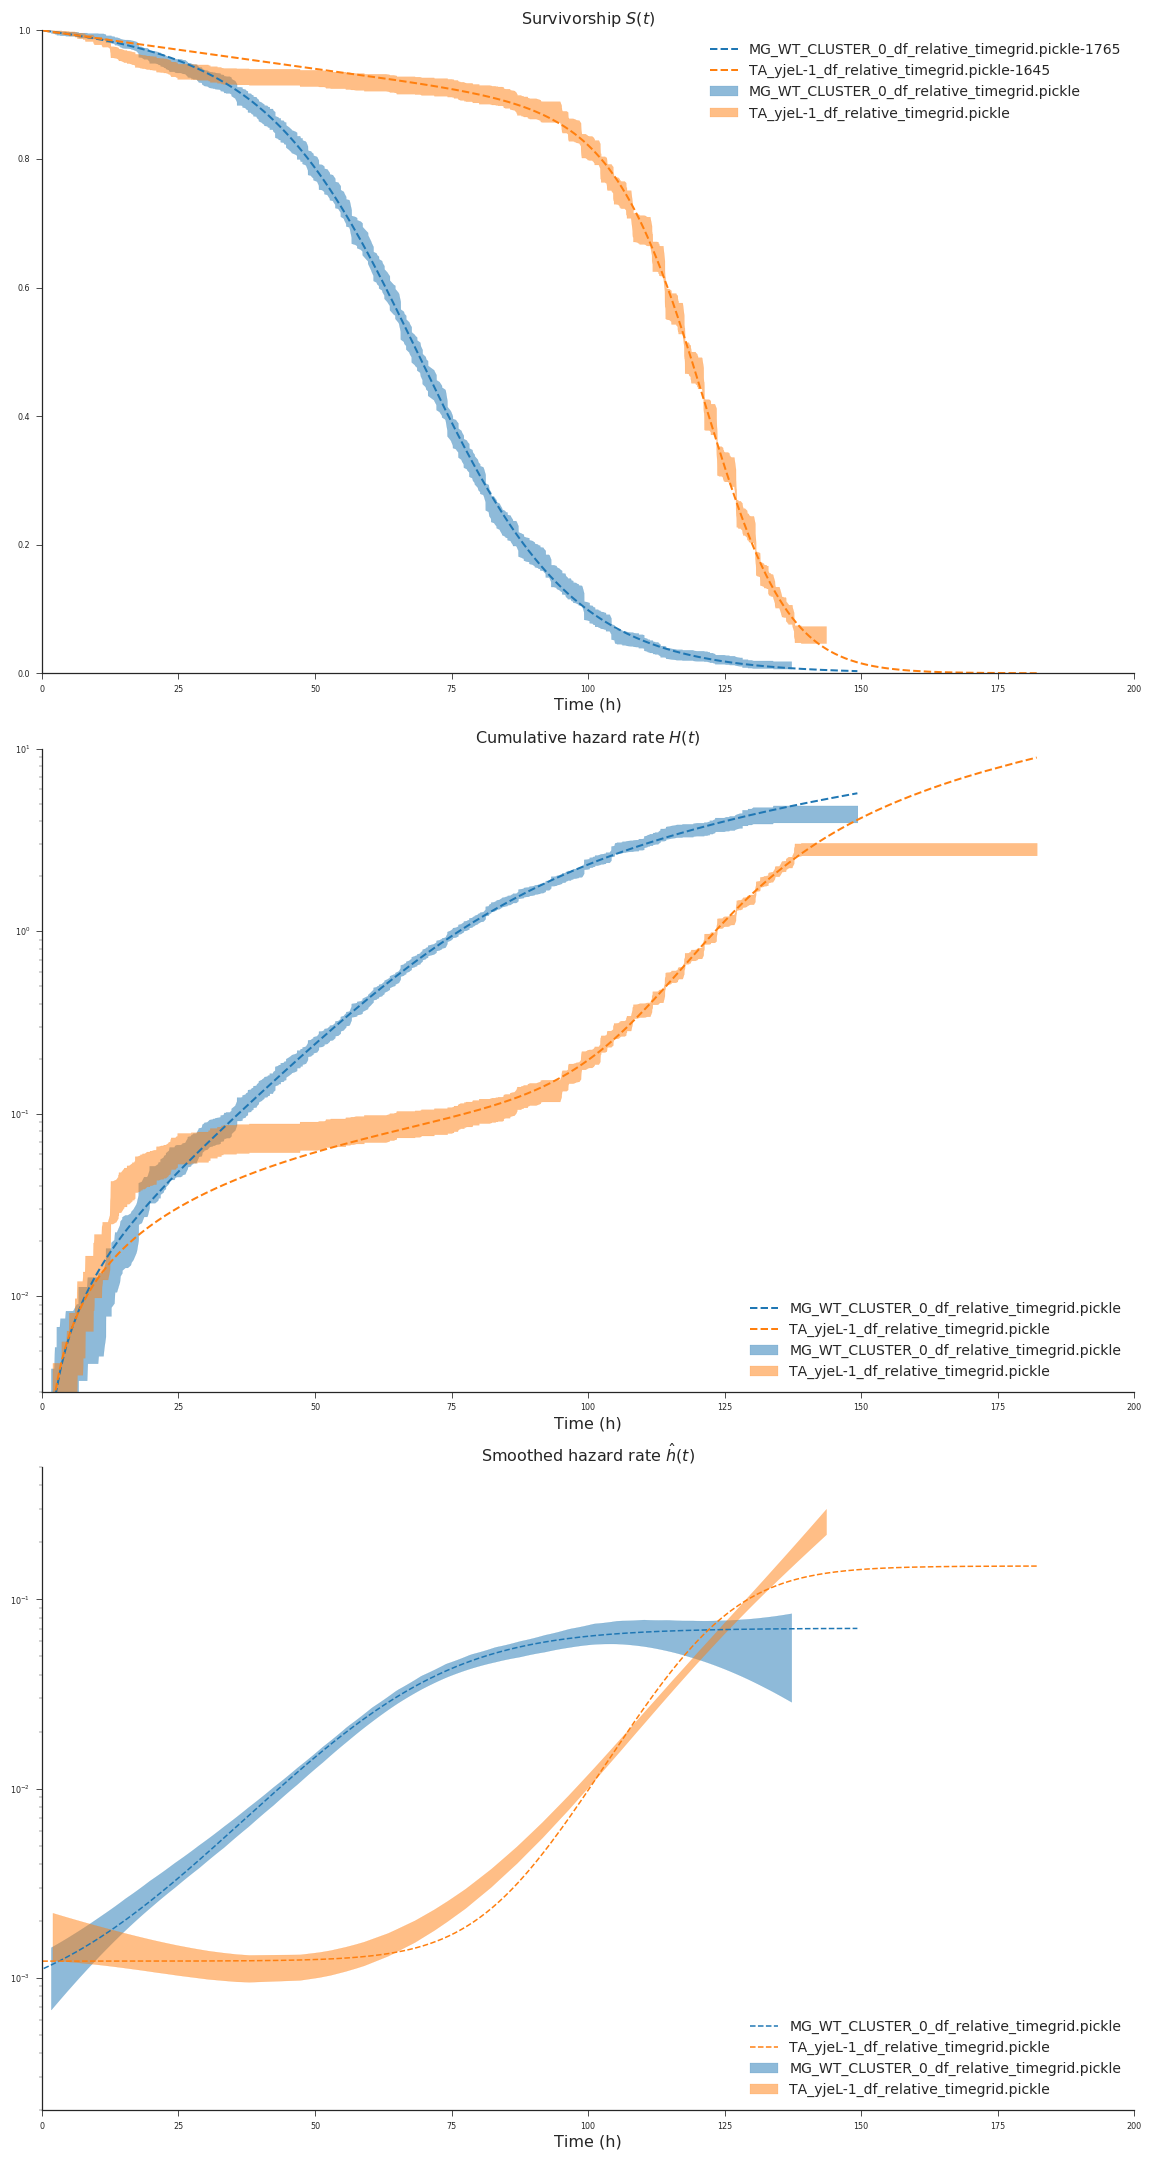 Survivorship S(t)
1.0
0.8
0.6
0.4
0.2
0.0
MG_WT_CLUSTER_0_df_relative_timegrid.pickle-1765
TA_yjeL-1_df_relative_timegrid.pickle-1645
MG_WT_CLUSTER_0_df_relative_timegrid.pickle
TA_yjeL-1_df_relative_timegrid.pickle
0 25 50 75 100 125 150 175 200
Time (h)
Cumulative hazard rate H(t)
10¹
10⁰
10⁻¹
10⁻²
MG_WT_CLUSTER_0_df_relative_timegrid.pickle
TA_yjeL-1_df_relative_timegrid.pickle
MG_WT_CLUSTER_0_df_relative_timegrid.pickle
TA_yjeL-1_df_relative_timegrid.pickle
0 25 50 75 100 125 150 175 200
Time (h)
Smoothed hazard rate ĥ(t)
10⁻¹
10⁻²
10⁻³
MG_WT_CLUSTER_0_df_relative_timegrid.pickle
TA_yjeL-1_df_relative_timegrid.pickle
MG_WT_CLUSTER_0_df_relative_timegrid.pickle
TA_yjeL-1_df_relative_timegrid.pickle
0 25 50 75 100 125 150 175 200
Time (h)